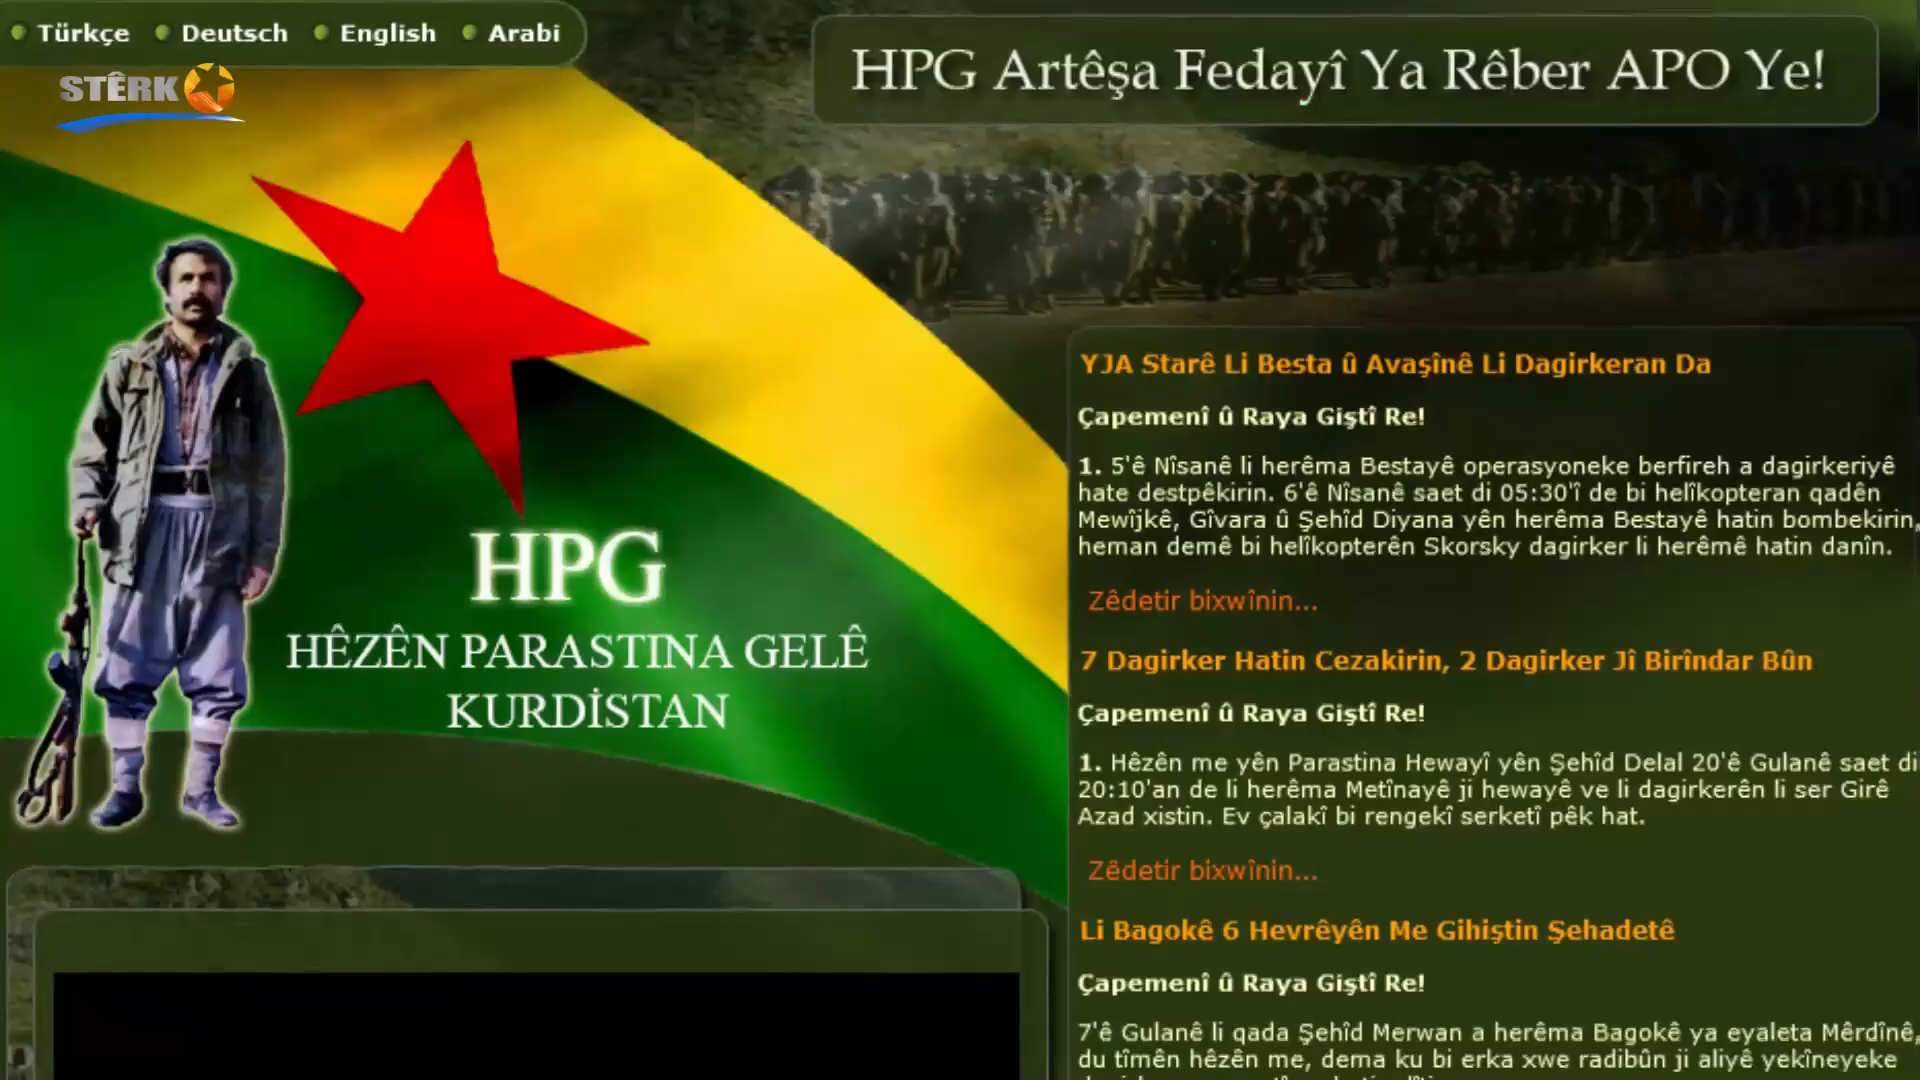 Türkçe Deutsch English Arabi
STÊRK
HPG Artêşa Fedayî Ya Rêber APO Ye!
HPG
HÊZÊN PARASTINA GELÊ
KURDİSTAN
YJA Starê Li Besta û Avaşînê Li Dagirkeran Da
Çapemenî û Raya Giştî Re!
1. 5'ê Nîsanê li herêma Bestayê operasyoneke berfireh a dagirkeriyê
hate destpêkirin. 6'ê Nîsanê saet di 05:30'î de bi helîkopteran qadên
Mewîjkê, Gîvara û Şehîd Diyana yên herêma Bestayê hatin bombekirin,
heman demê bi helîkopterên Skorsky dagirker li herêmê hatin danîn.
Zêdetir bixwînin...
7 Dagirker Hatin Cezakirin, 2 Dagirker Jî Birîndar Bûn
Çapemenî û Raya Giştî Re!
1. Hêzên me yên Parastina Hewayî yên Şehîd Delal 20'ê Gulanê saet di
20:10'an de li herêma Metînayê ji hewayê ve li dagirkerên li ser Girê
Azad xistin. Ev çalakî bi rengekî serketî pêk hat.
Zêdetir bixwînin...
Li Bagokê 6 Hevrêyên Me Gihiştin Şehadetê
Çapemenî û Raya Giştî Re!
7'ê Gulanê li qada Şehîd Merwan a herêma Bagokê ya eyaleta Mêrdînê,
du tîmên hêzên me, dema ku bi erka xwe radibûn ji aliyê yekîneyeke